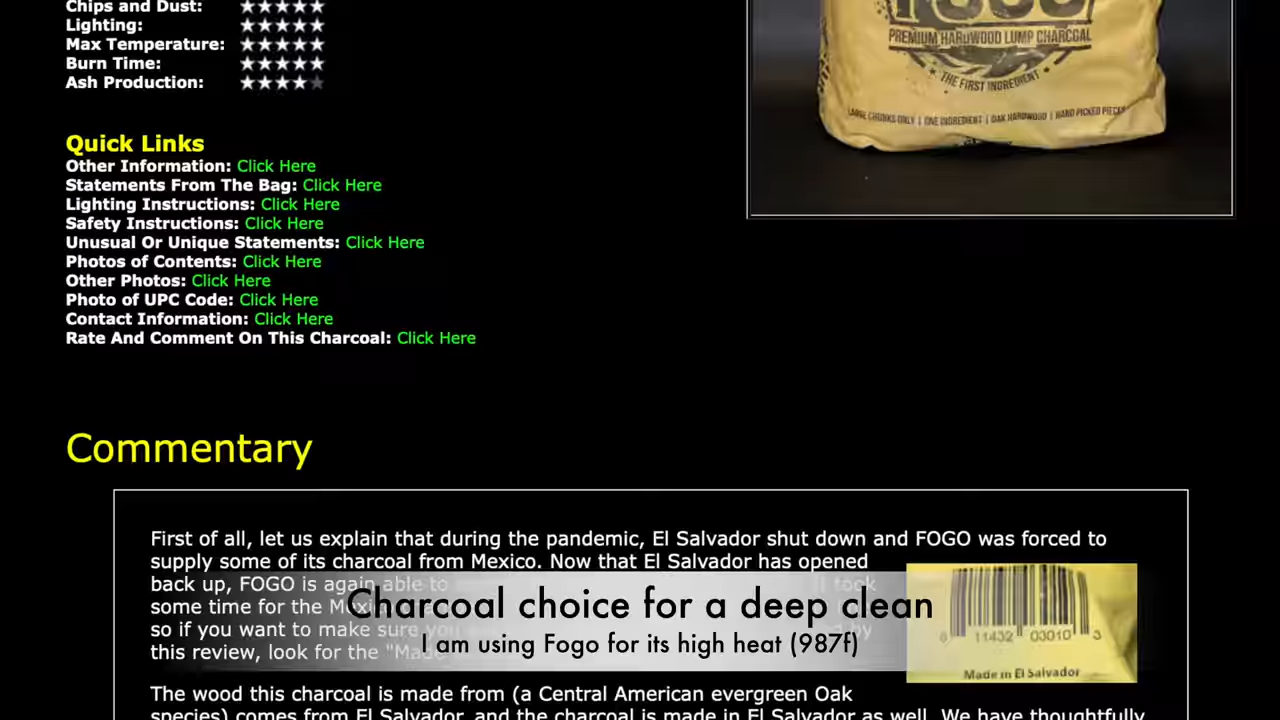 Chips and Dust: ★★★★★
Lighting: ★★★★★
Max Temperature: ★★★★★
Burn Time: ★★★★★
Ash Production: ★★★★★
FOGO
PREMIUM HARDWOOD LUMP CHARCOAL
THE FIRST INGREDIENT
LARGE CHUNKS ONLY | ONE INGREDIENT | OAK HARDWOOD | HAND PICKED PIECES
Quick Links
Other Information: Click Here
Statements From The Bag: Click Here
Lighting Instructions: Click Here
Safety Instructions: Click Here
Unusual Or Unique Statements: Click Here
Photos of Contents: Click Here
Other Photos: Click Here
Photo of UPC Code: Click Here
Contact Information: Click Here
Rate And Comment On This Charcoal: Click Here
Commentary
First of all, let us explain that during the pandemic, El Salvador shut down and FOGO was forced to
supply some of its charcoal from Mexico. Now that El Salvador has opened
back up, FOGO is again able to took
some time for the
so if you want to make sure by
this review, look for the "Made
Charcoal choice for a deep clean
I am using Fogo for its high heat (987f)
8 11432 03010 3
Made in El Salvador
The wood this charcoal is made from (a Central American evergreen Oak
species) comes from El Salvador, and the charcoal is made in El Salvador as well. We have thoughtfully